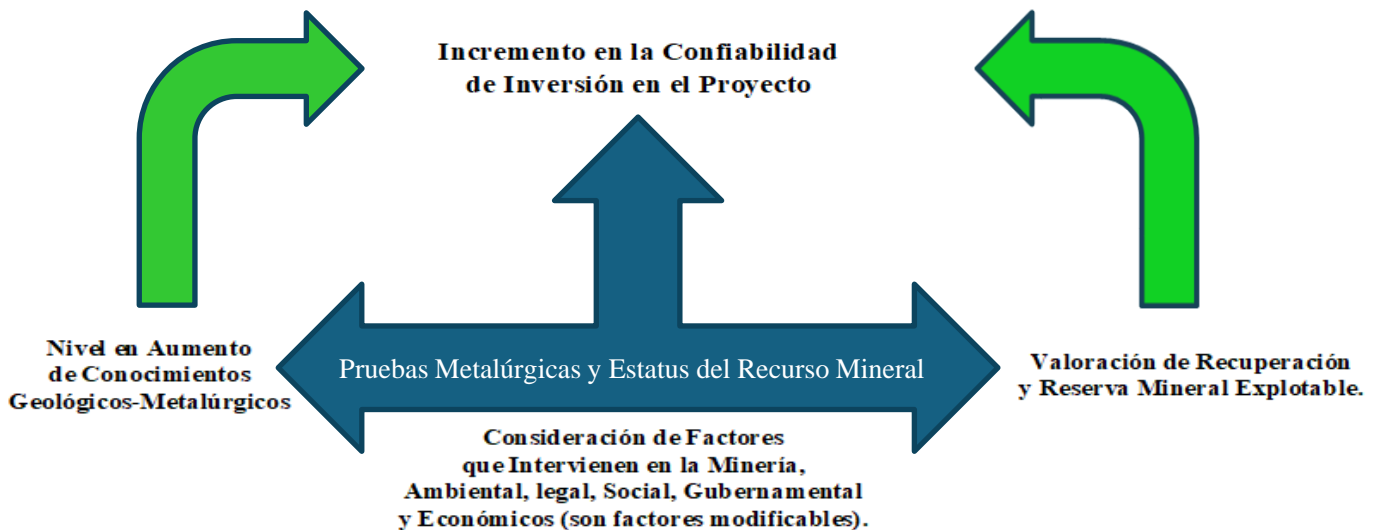 Incremento en la Confiabilidad
de Inversión en el Proyecto
Nivel en Aumento
de Conocimientos
Geológicos-Metalúrgicos
Pruebas Metalúrgicas y Estatus del Recurso Mineral
Valoración de Recuperación
y Reserva Mineral Explotable.
Consideración de Factores
que Intervienen en la Minería,
Ambiental, legal, Social, Gubernamental
y Económicos (son factores modificables).